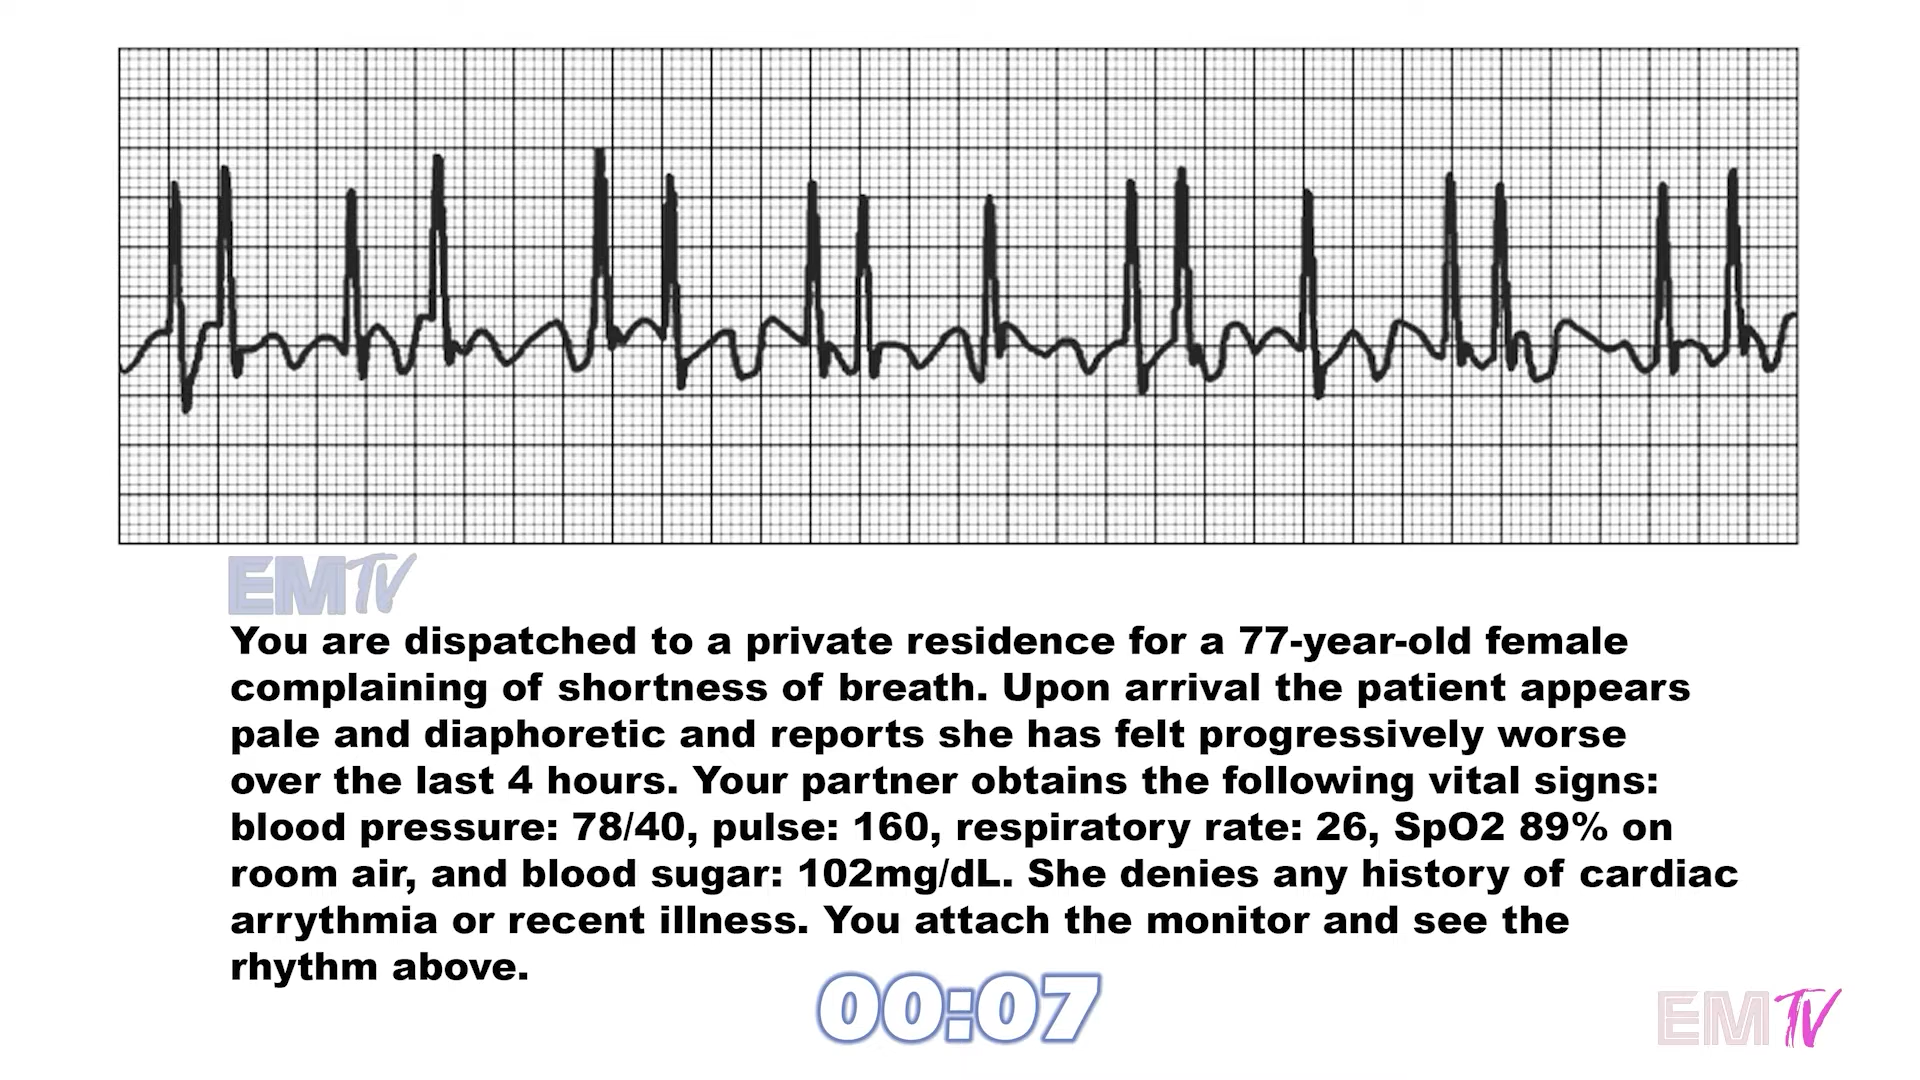 EMTV
You are dispatched to a private residence for a 77-year-old female
complaining of shortness of breath. Upon arrival the patient appears
pale and diaphoretic and reports she has felt progressively worse
over the last 4 hours. Your partner obtains the following vital signs:
blood pressure: 78/40, pulse: 160, respiratory rate: 26, SpO2 89% on
room air, and blood sugar: 102mg/dL. She denies any history of cardiac
arrythmia or recent illness. You attach the monitor and see the
rhythm above.
00:07
EMTV